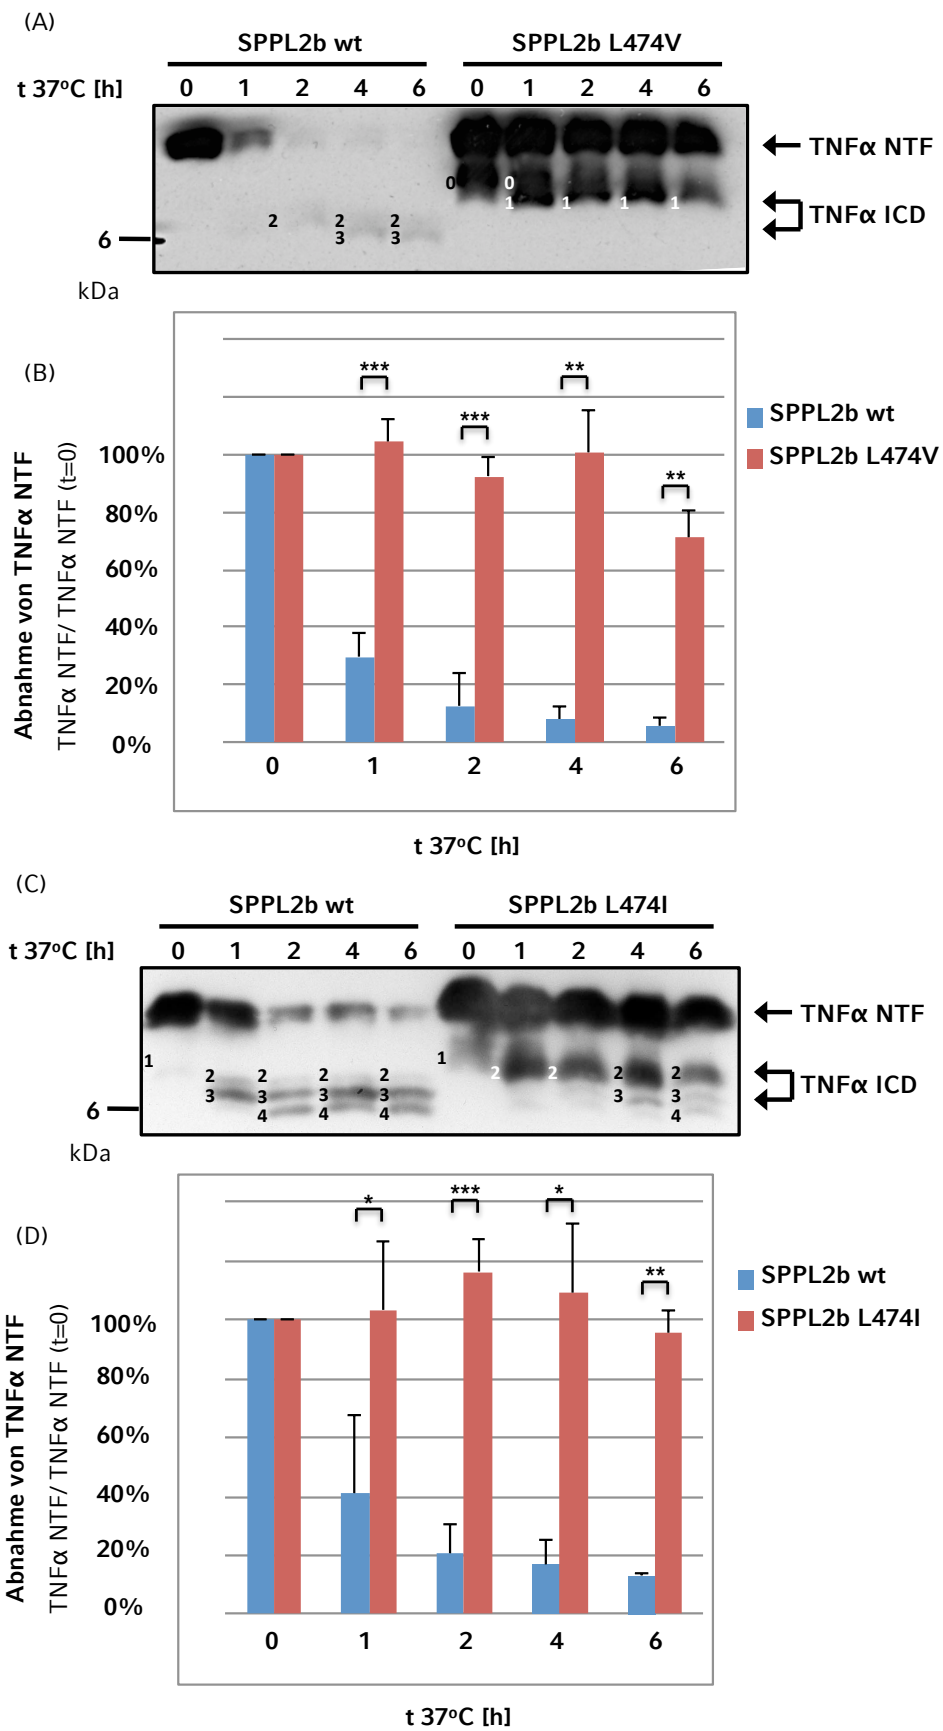 (A)
SPPL2b wt SPPL2b L474V
t 37ºC [h] 0 1 2 4 6 0 1 2 4 6
TNFα NTF
0 0
1 1 1 1
TNFα ICD
2 2 2
3 3
6
kDa
(B)
*** *** ** **
SPPL2b wt
SPPL2b L474V
Abnahme von TNFα NTF
TNFα NTF/ TNFα NTF (t=0)
100%
80%
60%
40%
20%
0%
0 1 2 4 6
t 37ºC [h]
(C)
SPPL2b wt SPPL2b L474I
t 37ºC [h] 0 1 2 4 6 0 1 2 4 6
TNFα NTF
1 1
2 2 2 2 2 2 2 2
TNFα ICD
3 3 3 3 3 3
4 4 4 4
6
kDa
(D)
* *** * **
SPPL2b wt
SPPL2b L474I
Abnahme von TNFα NTF
TNFα NTF/ TNFα NTF (t=0)
100%
80%
60%
40%
20%
0%
0 1 2 4 6
t 37ºC [h]